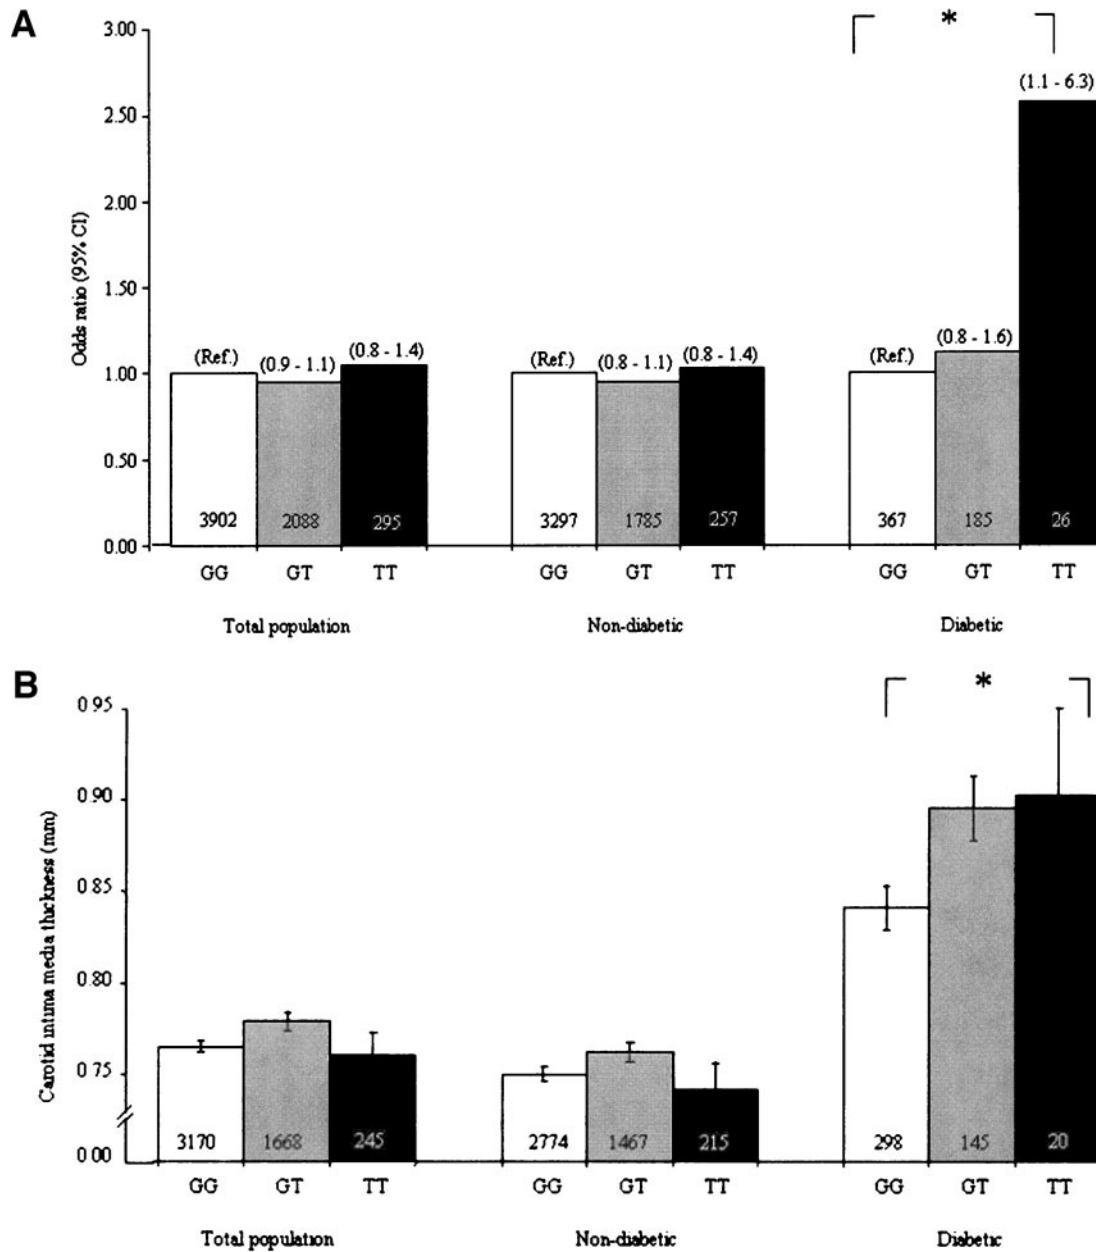 A
*
3.00
(1.1 - 6.3)
2.50
2.00
Odds ratio (95% CI)
1.50
(Ref.) (0.9 - 1.1) (0.8 - 1.4) (Ref.) (0.8 - 1.1) (0.8 - 1.4) (Ref.) (0.8 - 1.6)
1.00
0.50
3902 2088 295 3297 1785 257 367 185 26
0.00
GG GT TT GG GT TT GG GT TT
Total population Non-diabetic Diabetic
B
*
0.95
0.90
0.85
Carotid intima media thickness (mm)
0.80
0.75
3170 1668 245 2774 1467 215 298 145 20
0.00
GG GT TT GG GT TT GG GT TT
Total population Non-diabetic Diabetic